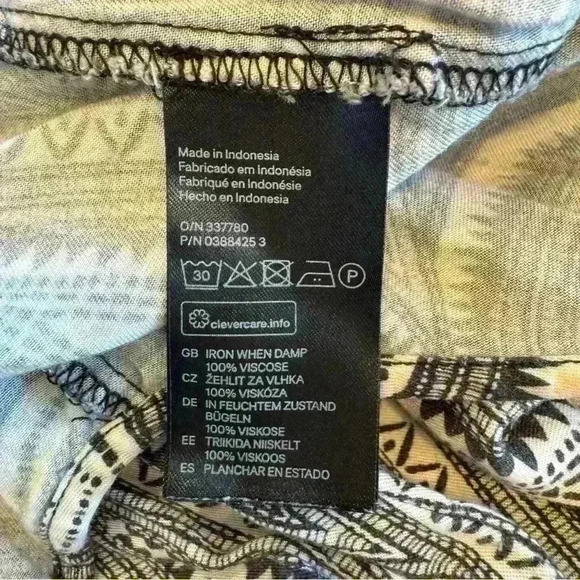 Made in Indonesia
Fabricado em Indonésia
Fabriqué en Indonésie
Hecho en Indonesia
O/N 337780
P/N 0388425 3
30 P
clevercare.info
GB IRON WHEN DAMP
100% VISCOSE
CZ ŽEHLIT ZA VLHKA
100% VISKÓZA
DE IN FEUCHTEM ZUSTAND
BÜGELN
100% VISKOSE
EE TRIIKIDA NIISKELT
100% VISKOOS
ES PLANCHAR EN ESTADO